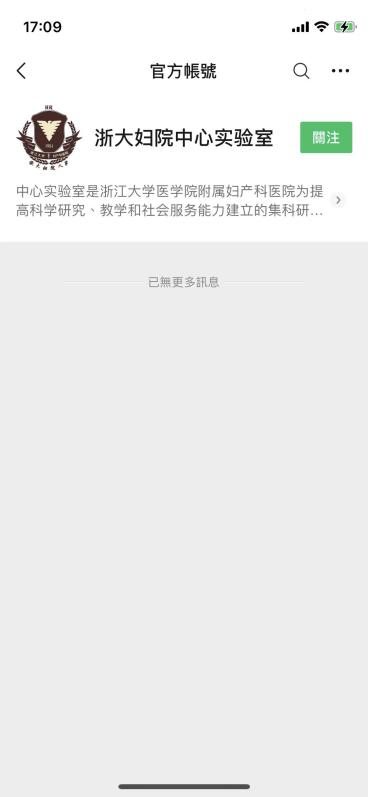 17:09
官方帳號
浙大妇院中心实验室
關注
中心实验室是浙江大学医学院附属妇产科医院为提
高科学研究、教学和社会服务能力建立的集科研...
已無更多訊息